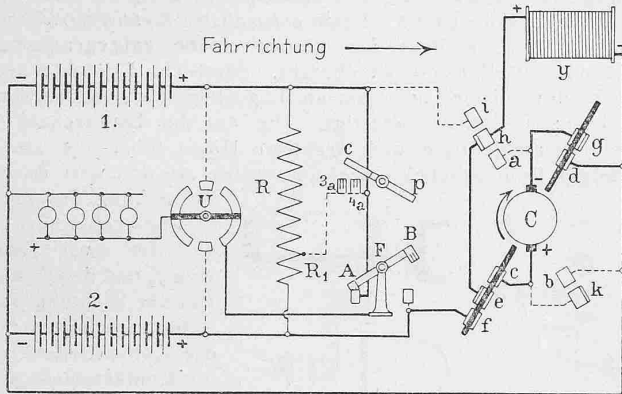 +
y
-
Fahrrichtung
- +
1.
i
h
a
g
d
c
p
3a
4a
R
U
C
+
F
B
A
R1
c
e
f
b
k
+
2.
- +